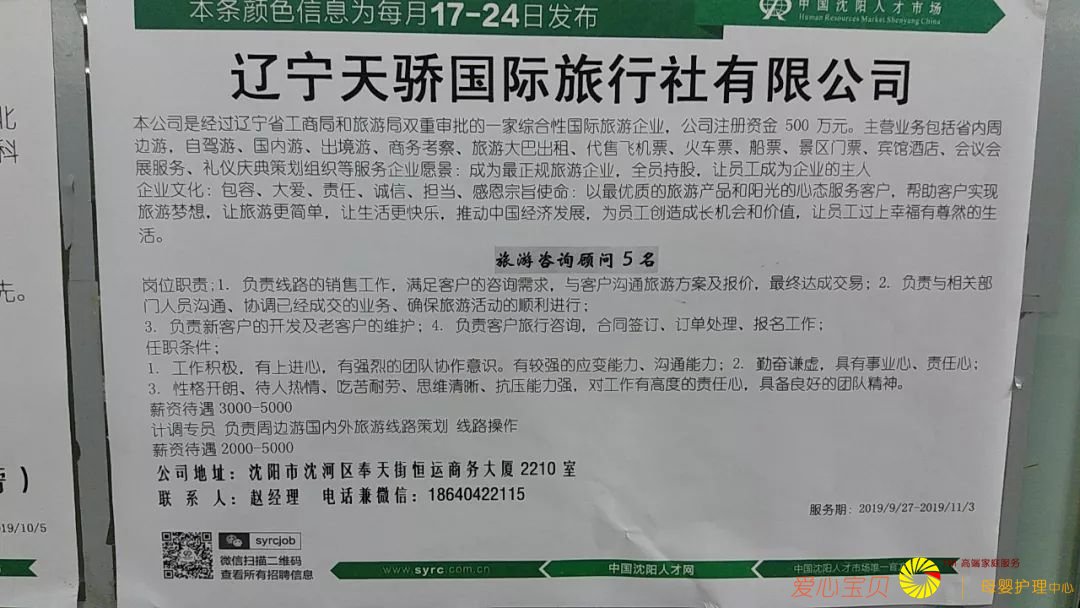 本条颜色信息为每月17-24日发布
中国沈阳人才市场
Human Resources Market Shenyang China
辽宁天骄国际旅行社有限公司
本公司是经过辽宁省工商局和旅游局双重审批的一家综合性国际旅游企业，公司注册资金 500 万元。主营业务包括省内周
边游，自驾游、国内游、出境游、商务考察、旅游大巴出租、代售飞机票、火车票、船票、景区门票、宾馆酒店、会议会
展服务、礼仪庆典策划组织等服务企业愿景：成为最正规旅游企业，全员持股，让员工成为企业的主人
企业文化：包容、大爱、责任、诚信、担当、感恩宗旨使命：以最优质的旅游产品和阳光的心态服务客户，帮助客户实现
旅游梦想，让旅游更简单，让生活更快乐，推动中国经济发展，为员工创造成长机会和价值，让员工过上幸福有尊然的生
活。
旅游咨询顾问 5 名
岗位职责;1. 负责线路的销售工作，满足客户的咨询需求，与客户沟通旅游方案及报价，最终达成交易；2. 负责与相关部
门人员沟通、协调已经成交的业务、确保旅游活动的顺利进行；
3. 负责新客户的开发及老客户的维护；4. 负责客户旅行咨询，合同签订、订单处理、报名工作；
任职条件；
1. 工作积极，有上进心，有强烈的团队协作意识。有较强的应变能力、沟通能力；2. 勤奋谦虚，具有事业心、责任心；
3. 性格开朗、待人热情、吃苦耐劳、思维清晰、抗压能力强，对工作有高度的责任心，具备良好的团队精神。
薪资待遇 3000-5000
计调专员 负责周边游国内外旅游线路策划 线路操作
薪资待遇 2000-5000
公司地址：沈阳市沈河区奉天街恒运商务大厦 2210 室
联 系 人：赵经理 电话兼微信：18640422115
服务期：2019/9/27-2019/11/3
syrcjob
微信扫描二维码
查看所有招聘信息
www.syrc.com.cn
中国沈阳人才网
中国沈阳人才市场唯一官
北
科
先。
）
19/10/5
高端家庭服务
爱心宝贝
母婴护理中心